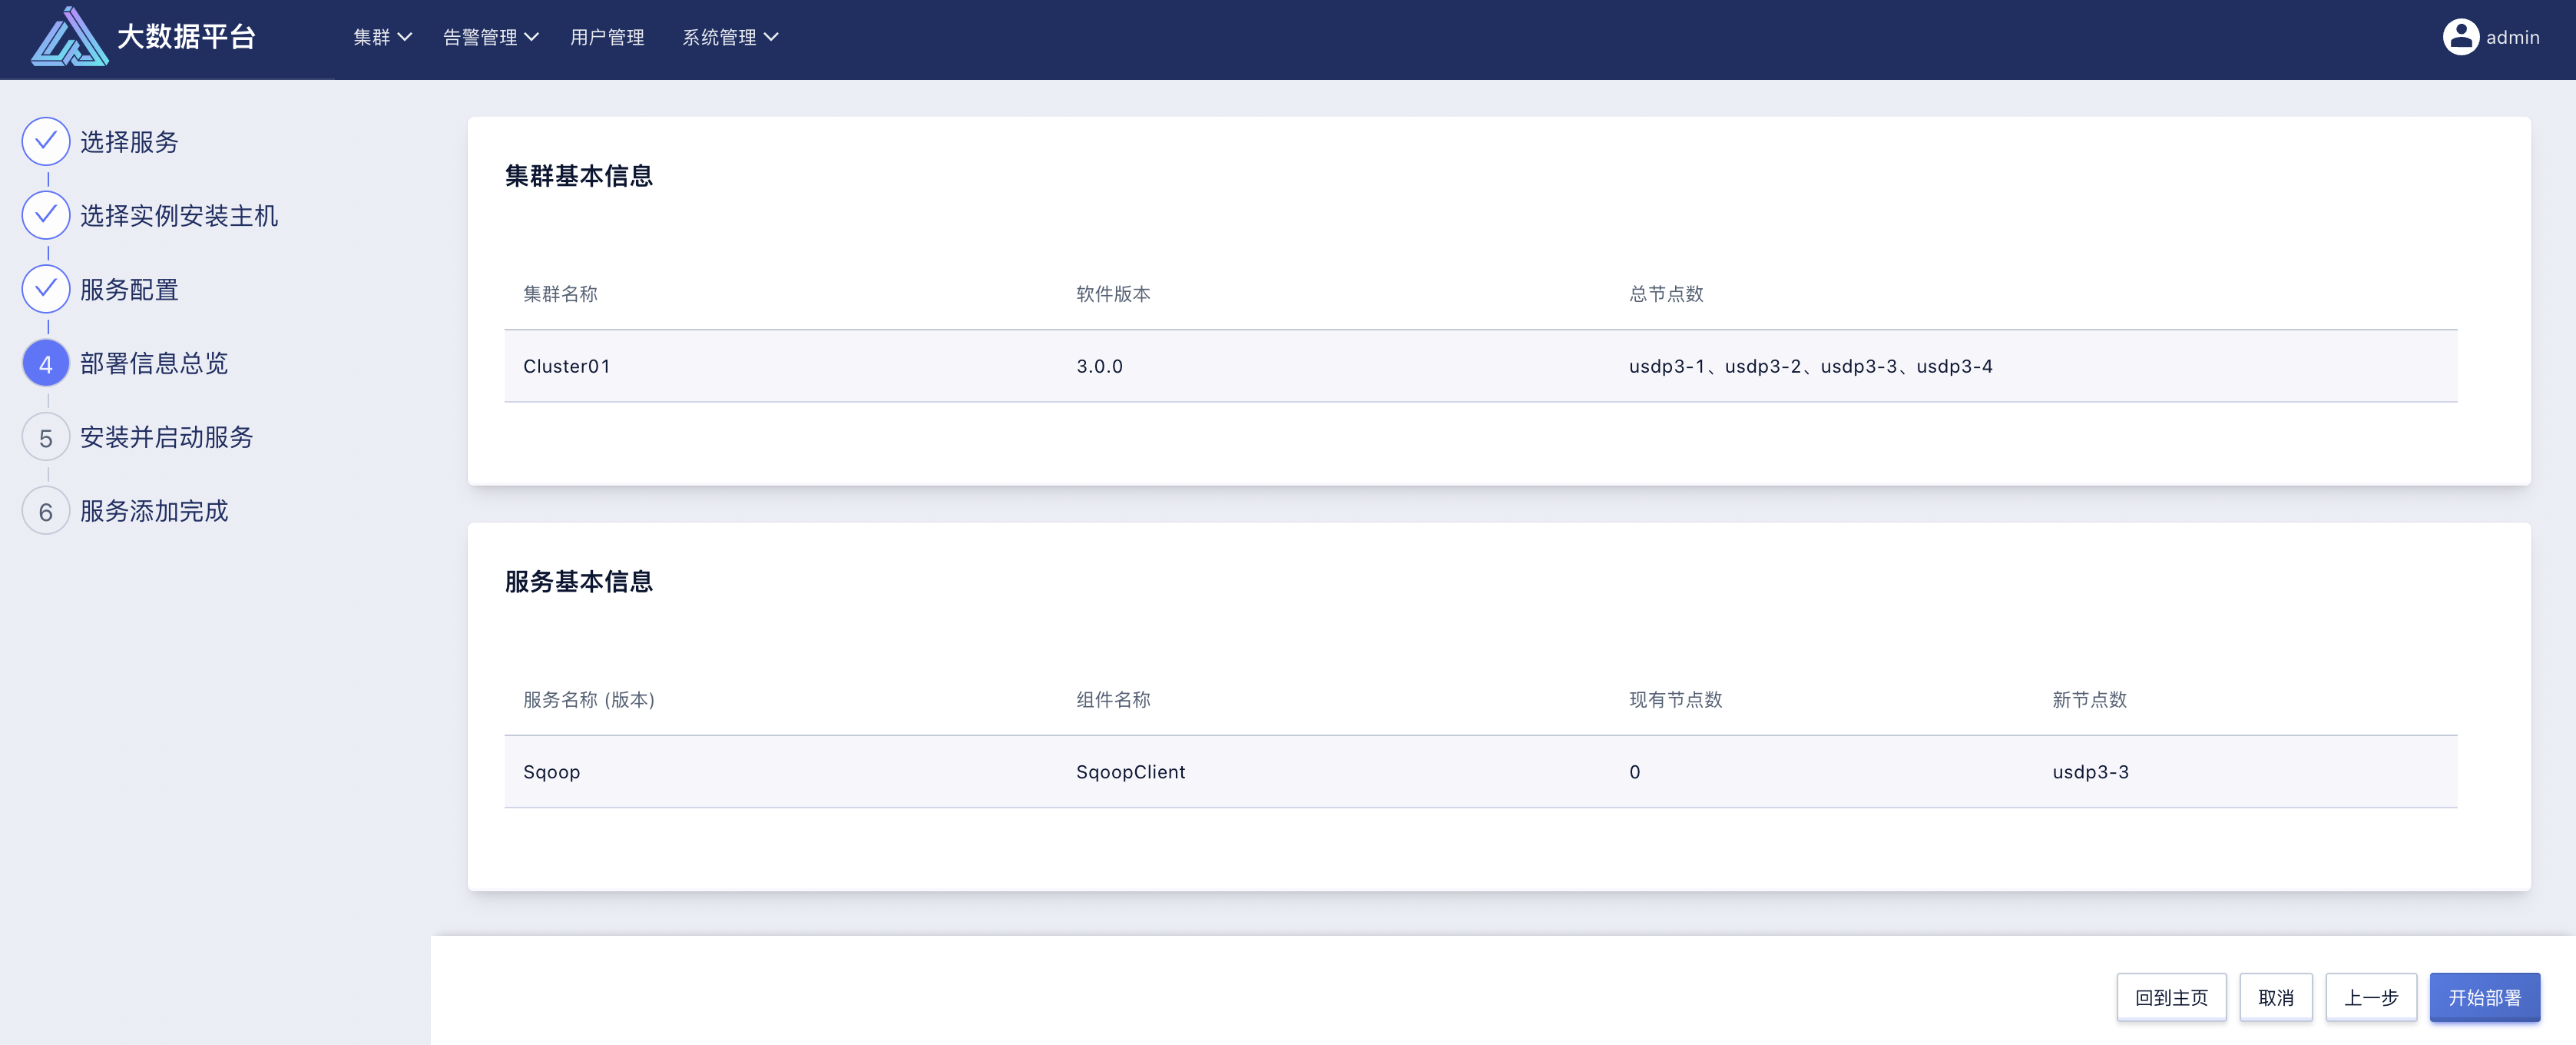 大数据平台
集群 告警管理 用户管理 系统管理 admin
选择服务
选择实例安装主机
服务配置
4 部署信息总览
5 安装并启动服务
6 服务添加完成
集群基本信息
集群名称 软件版本 总节点数
Cluster01 3.0.0 usdp3-1、usdp3-2、usdp3-3、usdp3-4
服务基本信息
服务名称 (版本) 组件名称 现有节点数 新节点数
Sqoop SqoopClient 0 usdp3-3
回到主页 取消 上一步 开始部署